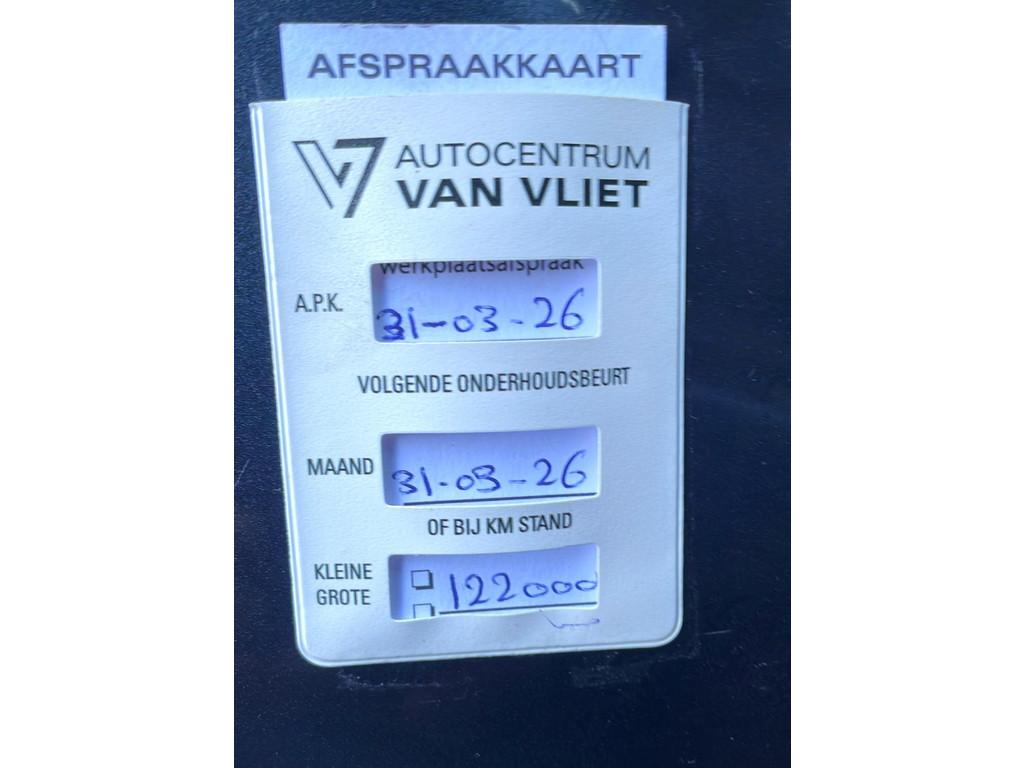 AFSPRAAKKAART
AUTOCENTRUM
VAN VLIET
werkplaatsafspraak
A.P.K. 31-03-26
VOLGENDE ONDERHOUDSBEURT
MAAND 31-03-26
OF BIJ KM STAND
KLEINE 122000
GROTE